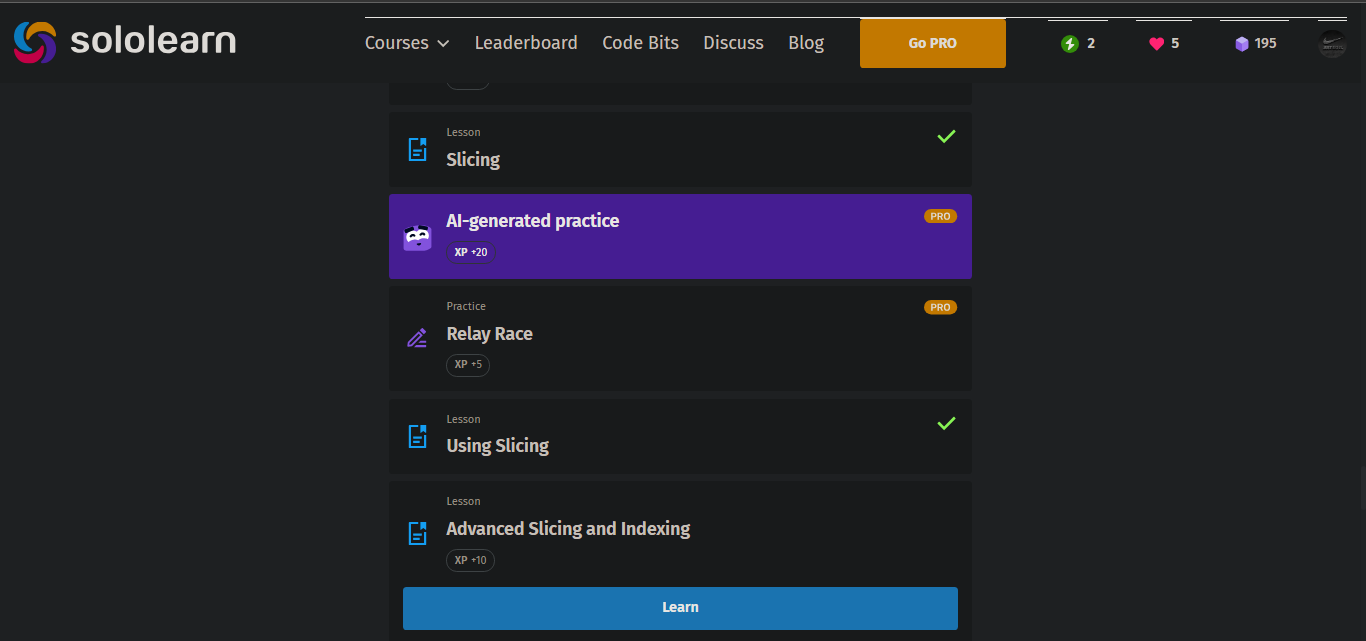 sololearn
Courses Leaderboard Code Bits Discuss Blog Go PRO 2 5 195
Lesson
Slicing
AI-generated practice PRO
XP +20
Practice PRO
Relay Race
XP +5
Lesson
Using Slicing
Lesson
Advanced Slicing and Indexing
XP +10
Learn